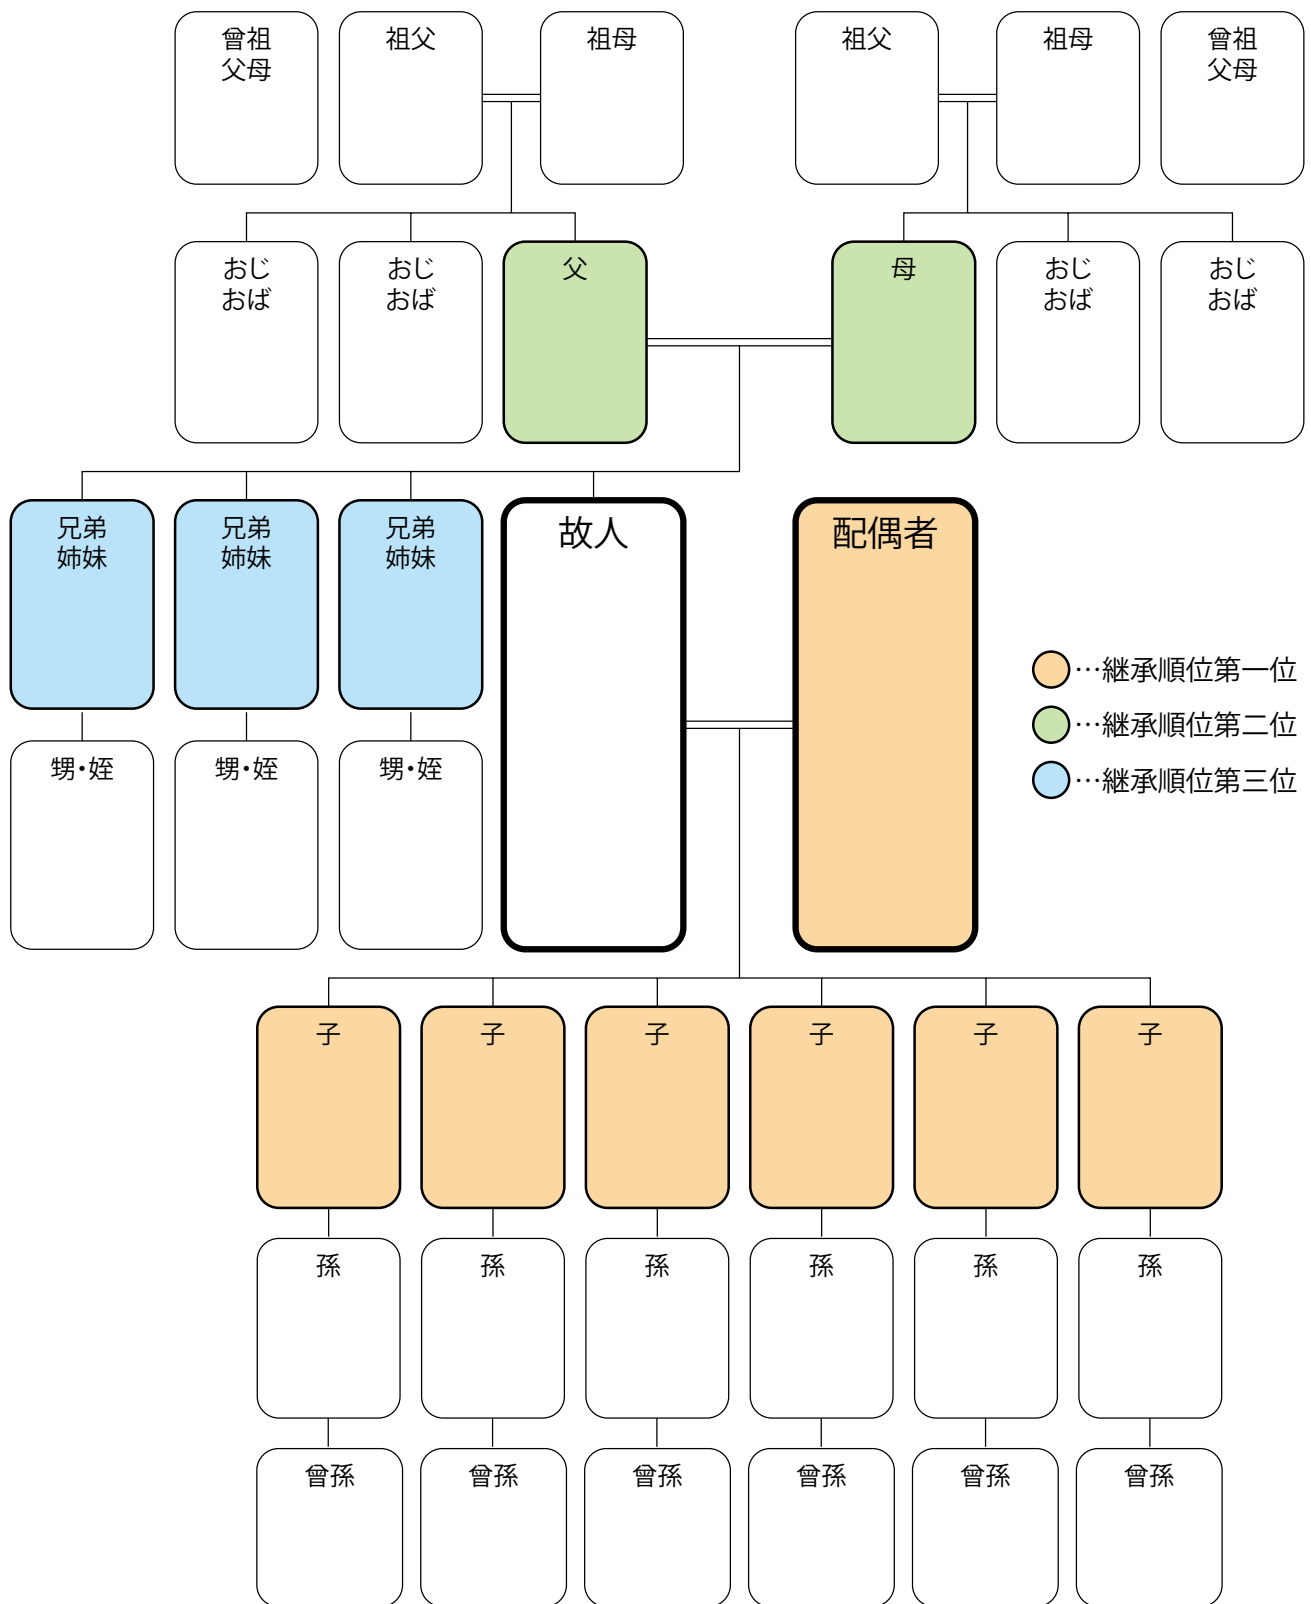 曾祖
父母
祖父
祖母
祖父
祖母
曾祖
父母
おじ
おば
おじ
おば
父
母
おじ
おば
おじ
おば
兄弟
姉妹
兄弟
姉妹
兄弟
姉妹
故人
配偶者
…継承順位第一位
…継承順位第二位
…継承順位第三位
甥・姪
甥・姪
甥・姪
子
子
子
子
子
子
孫
孫
孫
孫
孫
孫
曾孫
曾孫
曾孫
曾孫
曾孫
曾孫